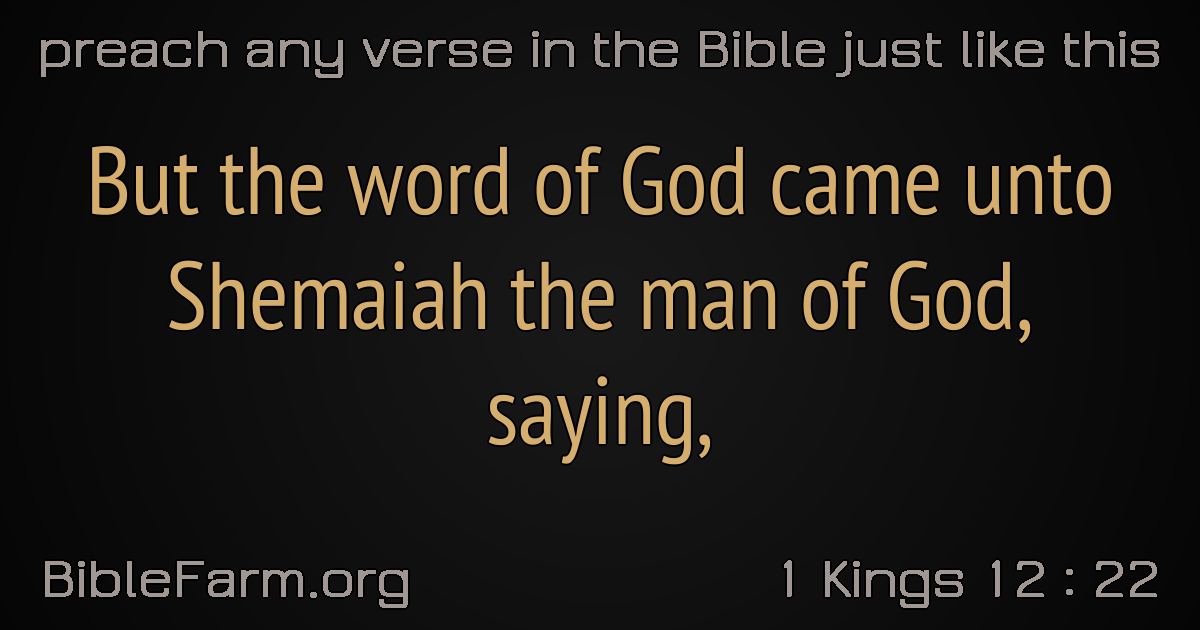 preach any verse in the Bible just like this
But the word of God came unto
Shemaiah the man of God,
saying,
BibleFarm.org
1 Kings 12 : 22